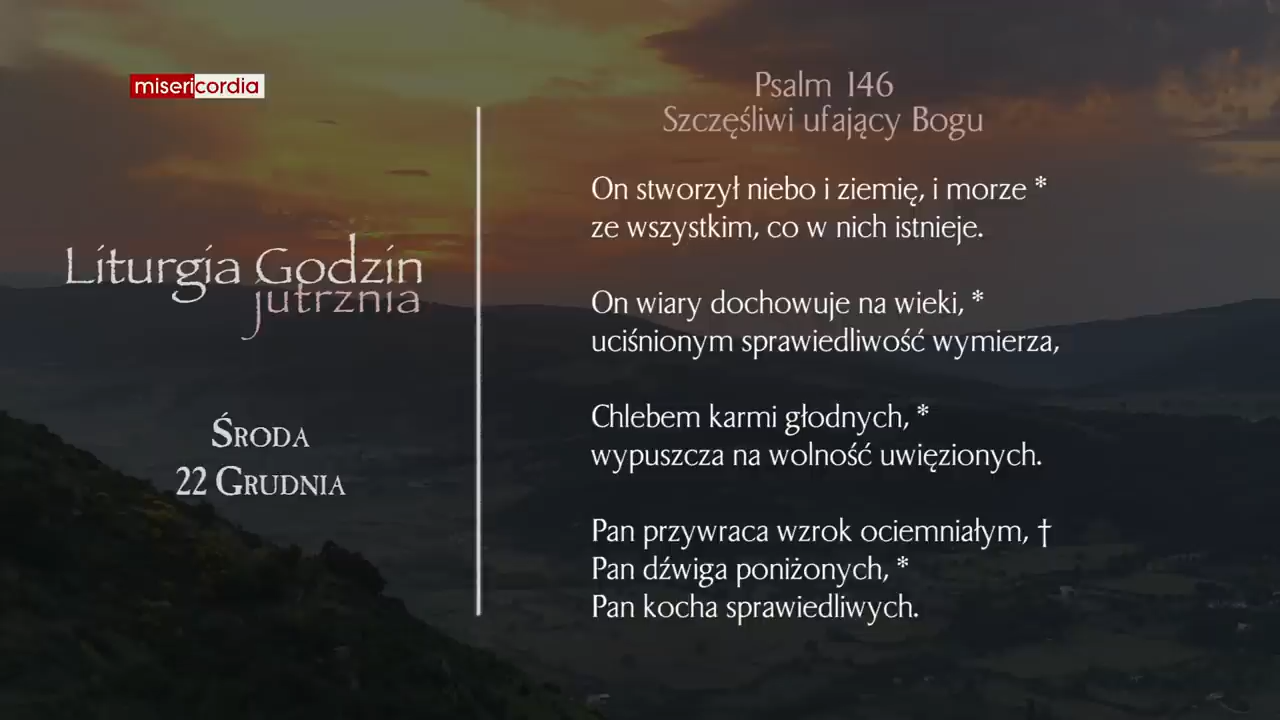 misericordia
Liturgia Godzin
jutrznia
Środa
22 Grudnia
Psalm 146
Szczęśliwi ufający Bogu
On stworzył niebo i ziemię, i morze *
ze wszystkim, co w nich istnieje.
On wiary dochowuje na wieki, *
uciśnionym sprawiedliwość wymierza,
Chlebem karmi głodnych, *
wypuszcza na wolność uwięzionych.
Pan przywraca wzrok ociemniałym, †
Pan dźwiga poniżonych, *
Pan kocha sprawiedliwych.